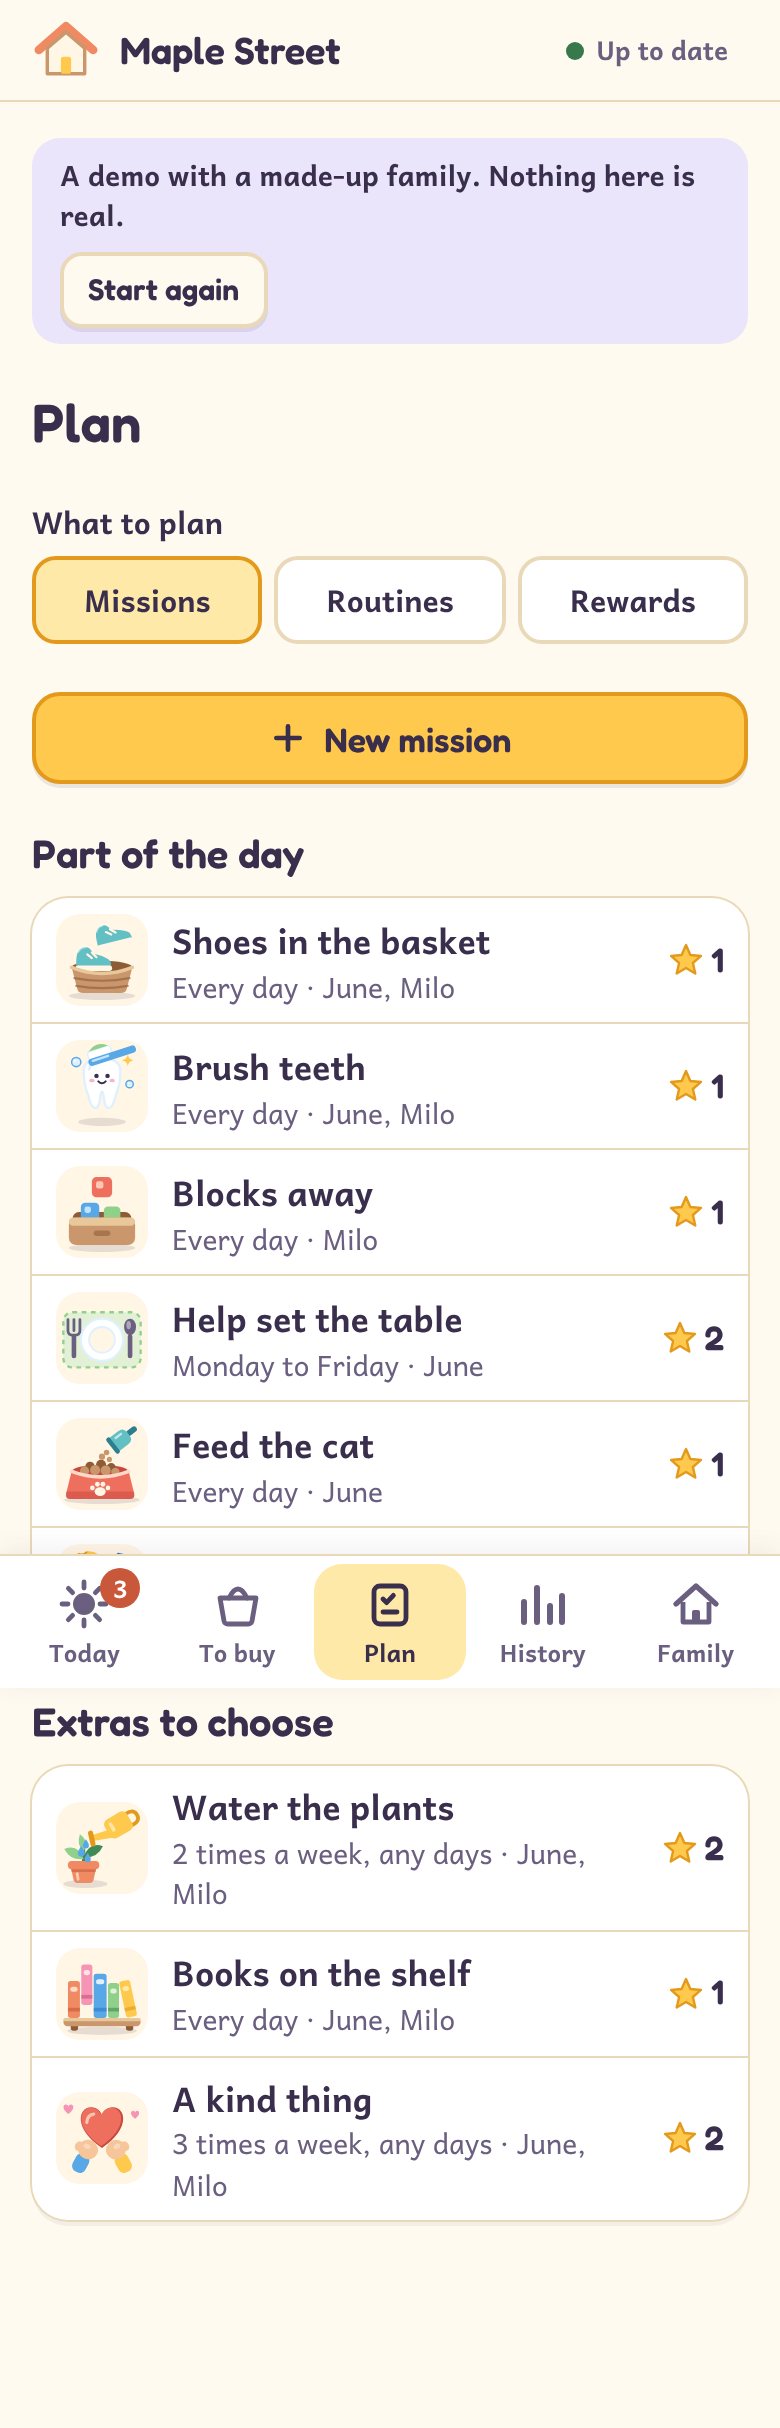 Maple Street
Up to date
A demo with a made-up family. Nothing here is
real.
Start again
Plan
What to plan
Missions
Routines
Rewards
New mission
Part of the day
Shoes in the basket
Every day · June, Milo
1
Brush teeth
Every day · June, Milo
1
Blocks away
Every day · Milo
1
Help set the table
Monday to Friday · June
2
Feed the cat
Every day · June
1
3
Today
To buy
Plan
History
Family
Extras to choose
Water the plants
2 times a week, any days · June,
Milo
2
Books on the shelf
Every day · June, Milo
1
A kind thing
3 times a week, any days · June,
Milo
2